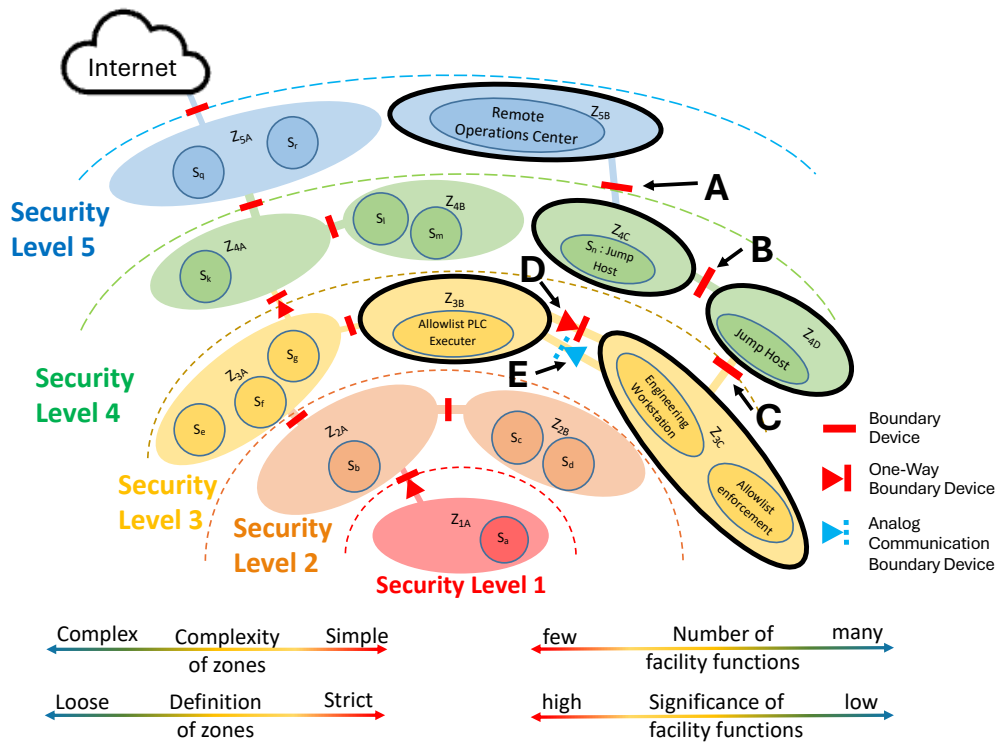 Internet
Z5A
Sr
Sq
Remote
Operations Center
Z5B
A
Security
Level 5
Z4A
Sk
Sl
Z4B
Sm
Z4C
Sn : Jump
Host
B
Jump Host
Z4D
D
E
C
Z3B
Allowlist PLC
Executer
Z3A
Sg
Sf
Se
Engineering
Workstation
Z3C
Allowlist
enforcement
Security
Level 4
Z2A
Sb
Sc
Z2B
Sd
Security
Level 3
Security
Level 2
Z1A
Sa
Security Level 1
Boundary
Device
One-Way
Boundary Device
Analog
Communication
Boundary Device
Complex Complexity Simple
of zones
few Number of many
facility functions
Loose Definition Strict
of zones
high Significance of low
facility functions